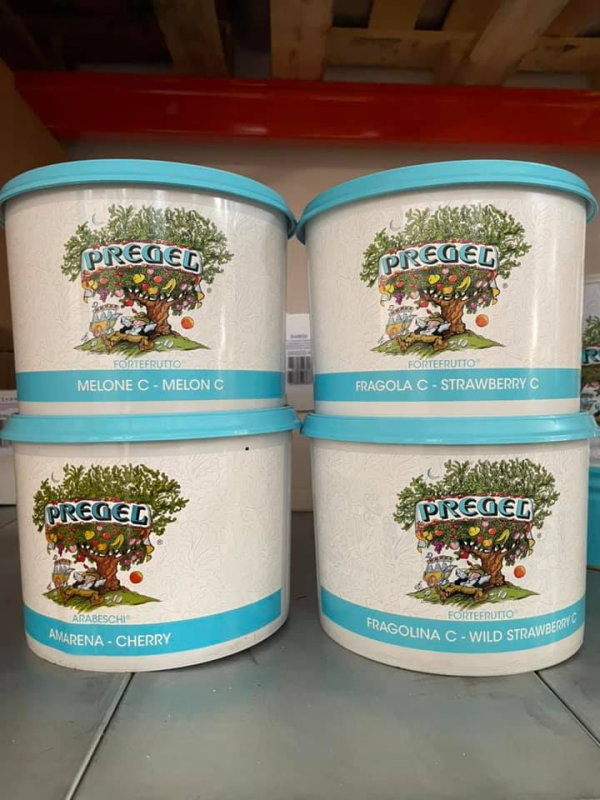 PREGEL
®
FORTEFRUTTO®
MELONE C - MELON C
PREGEL
®
FORTEFRUTTO®
FRAGOLA C - STRAWBERRY C
PREGEL
®
ARABESCHI®
AMARENA - CHERRY
PREGEL
®
FORTEFRUTTO®
FRAGOLINA C - WILD STRAWBERRY C